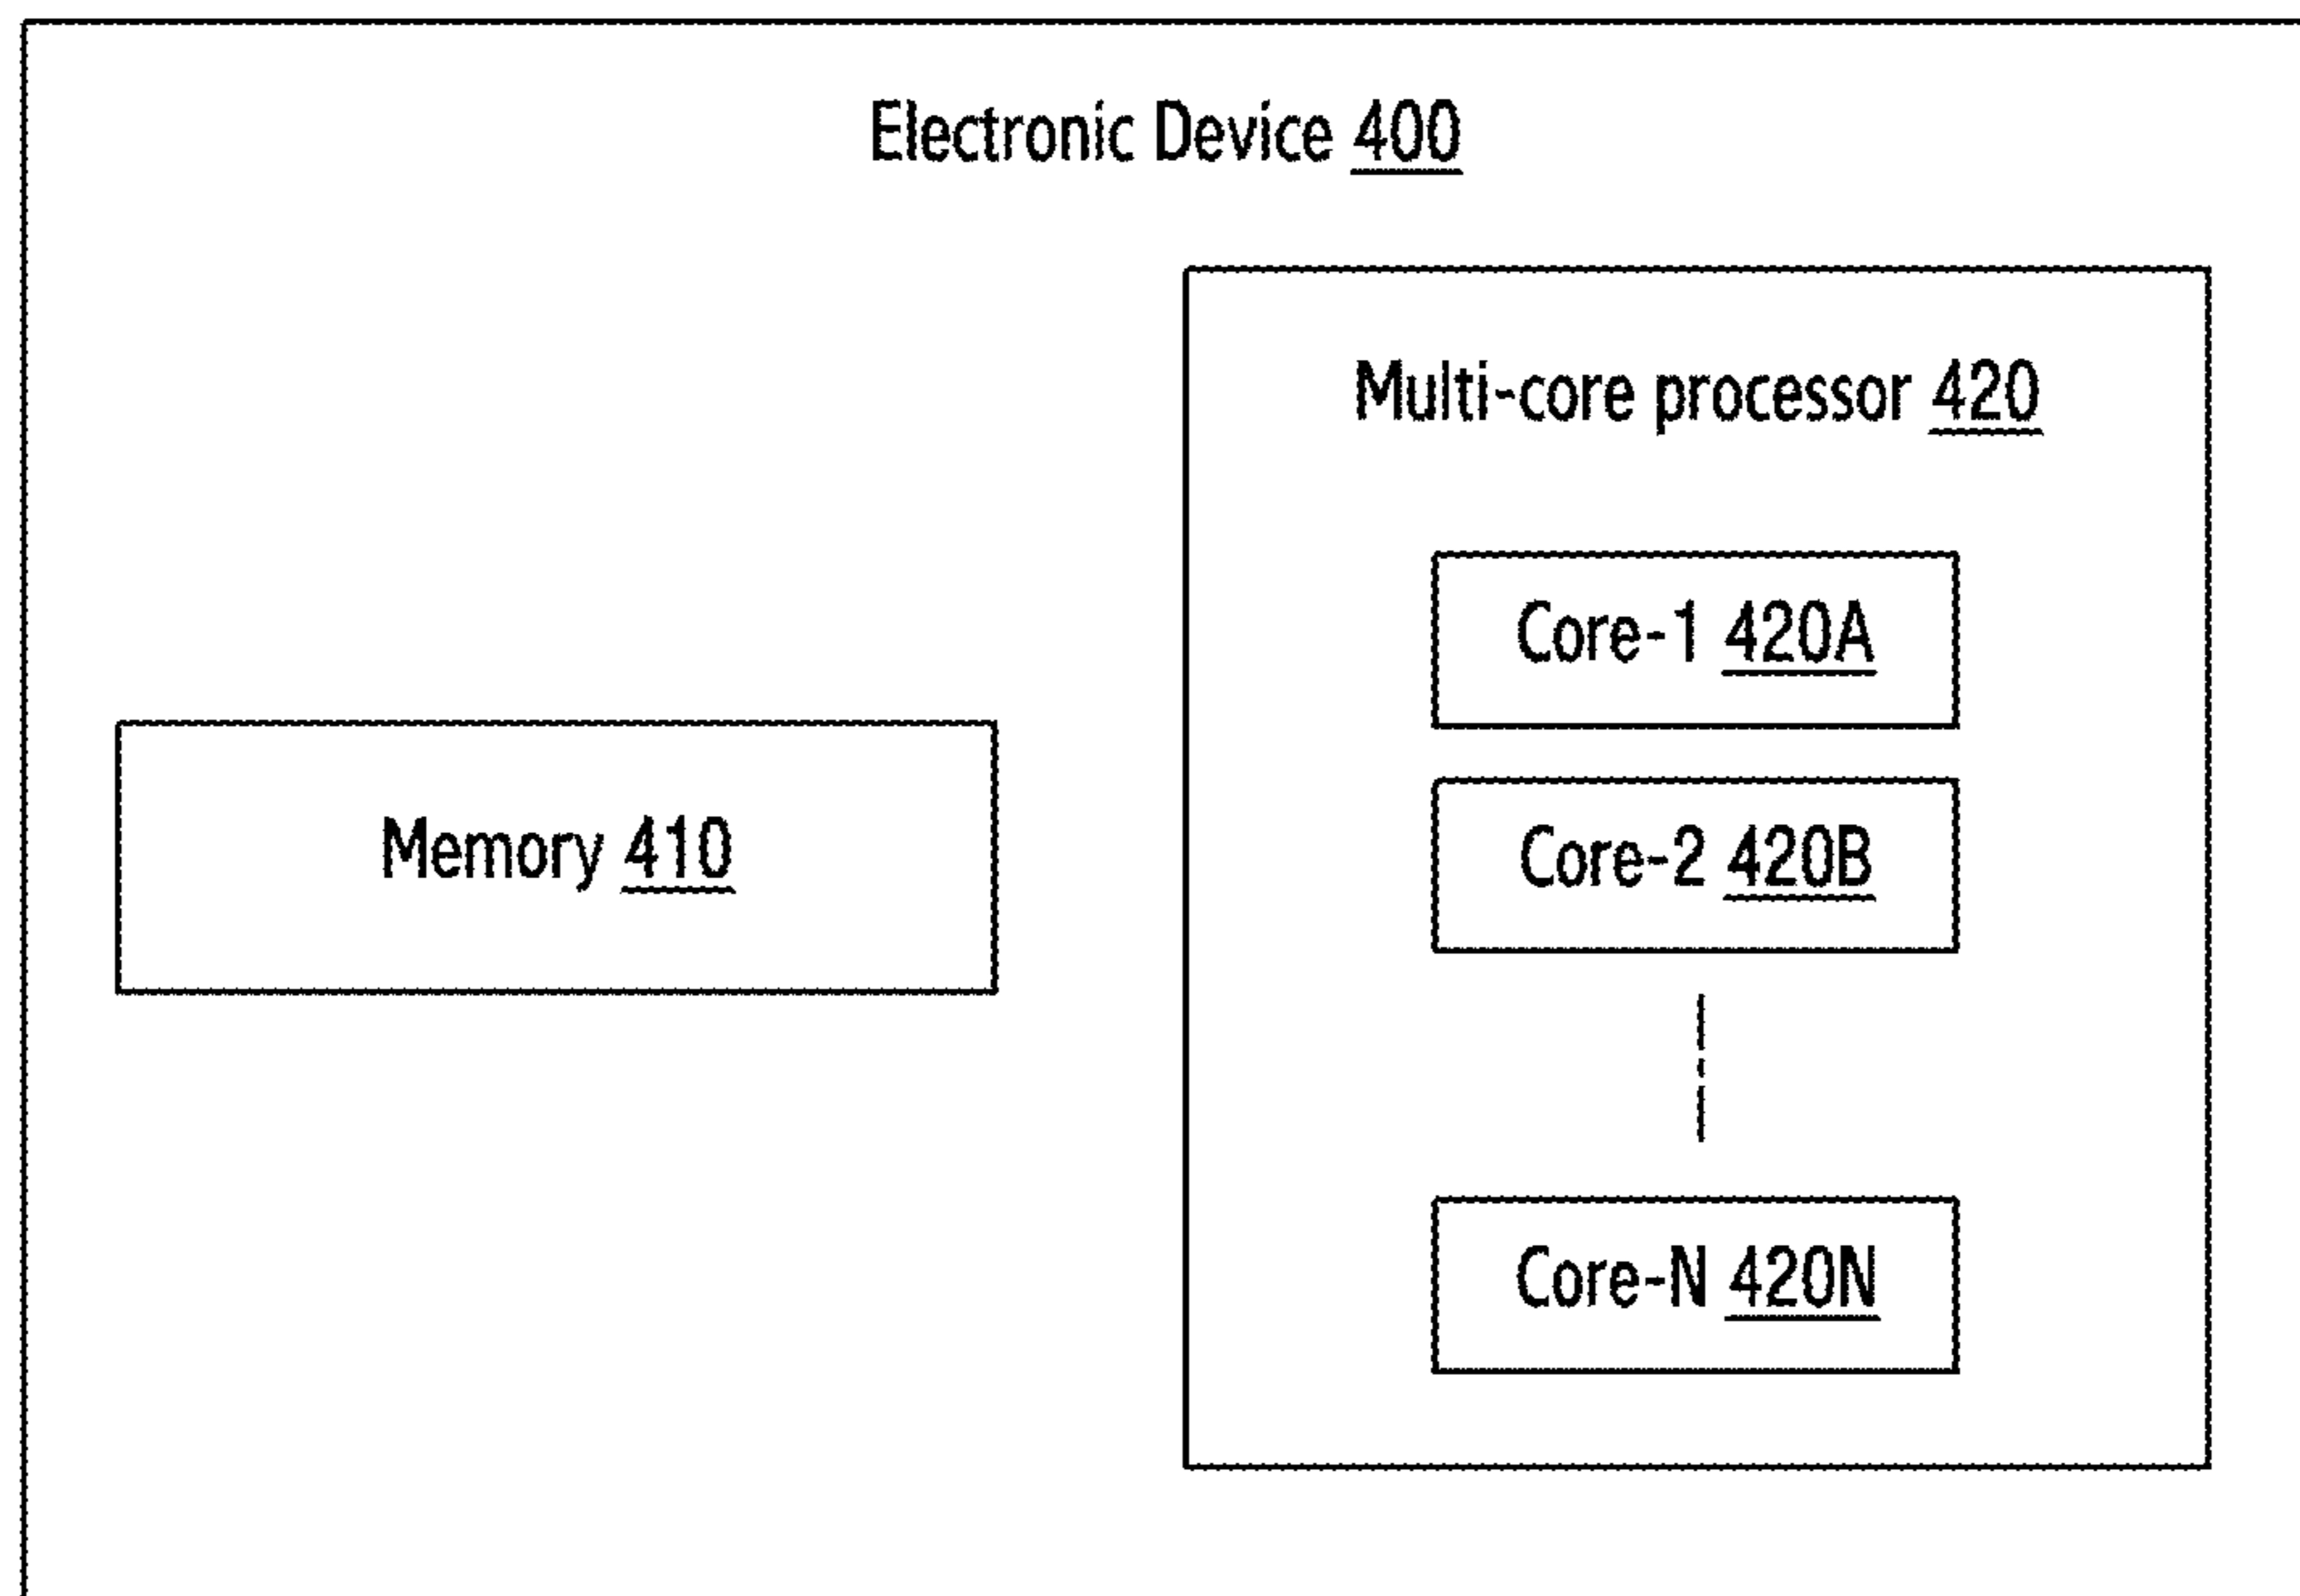 Electronic Device 400
Multi-core processor 420
Core-1 420A
Memory 410
Core-2 420B
Core-N 420N